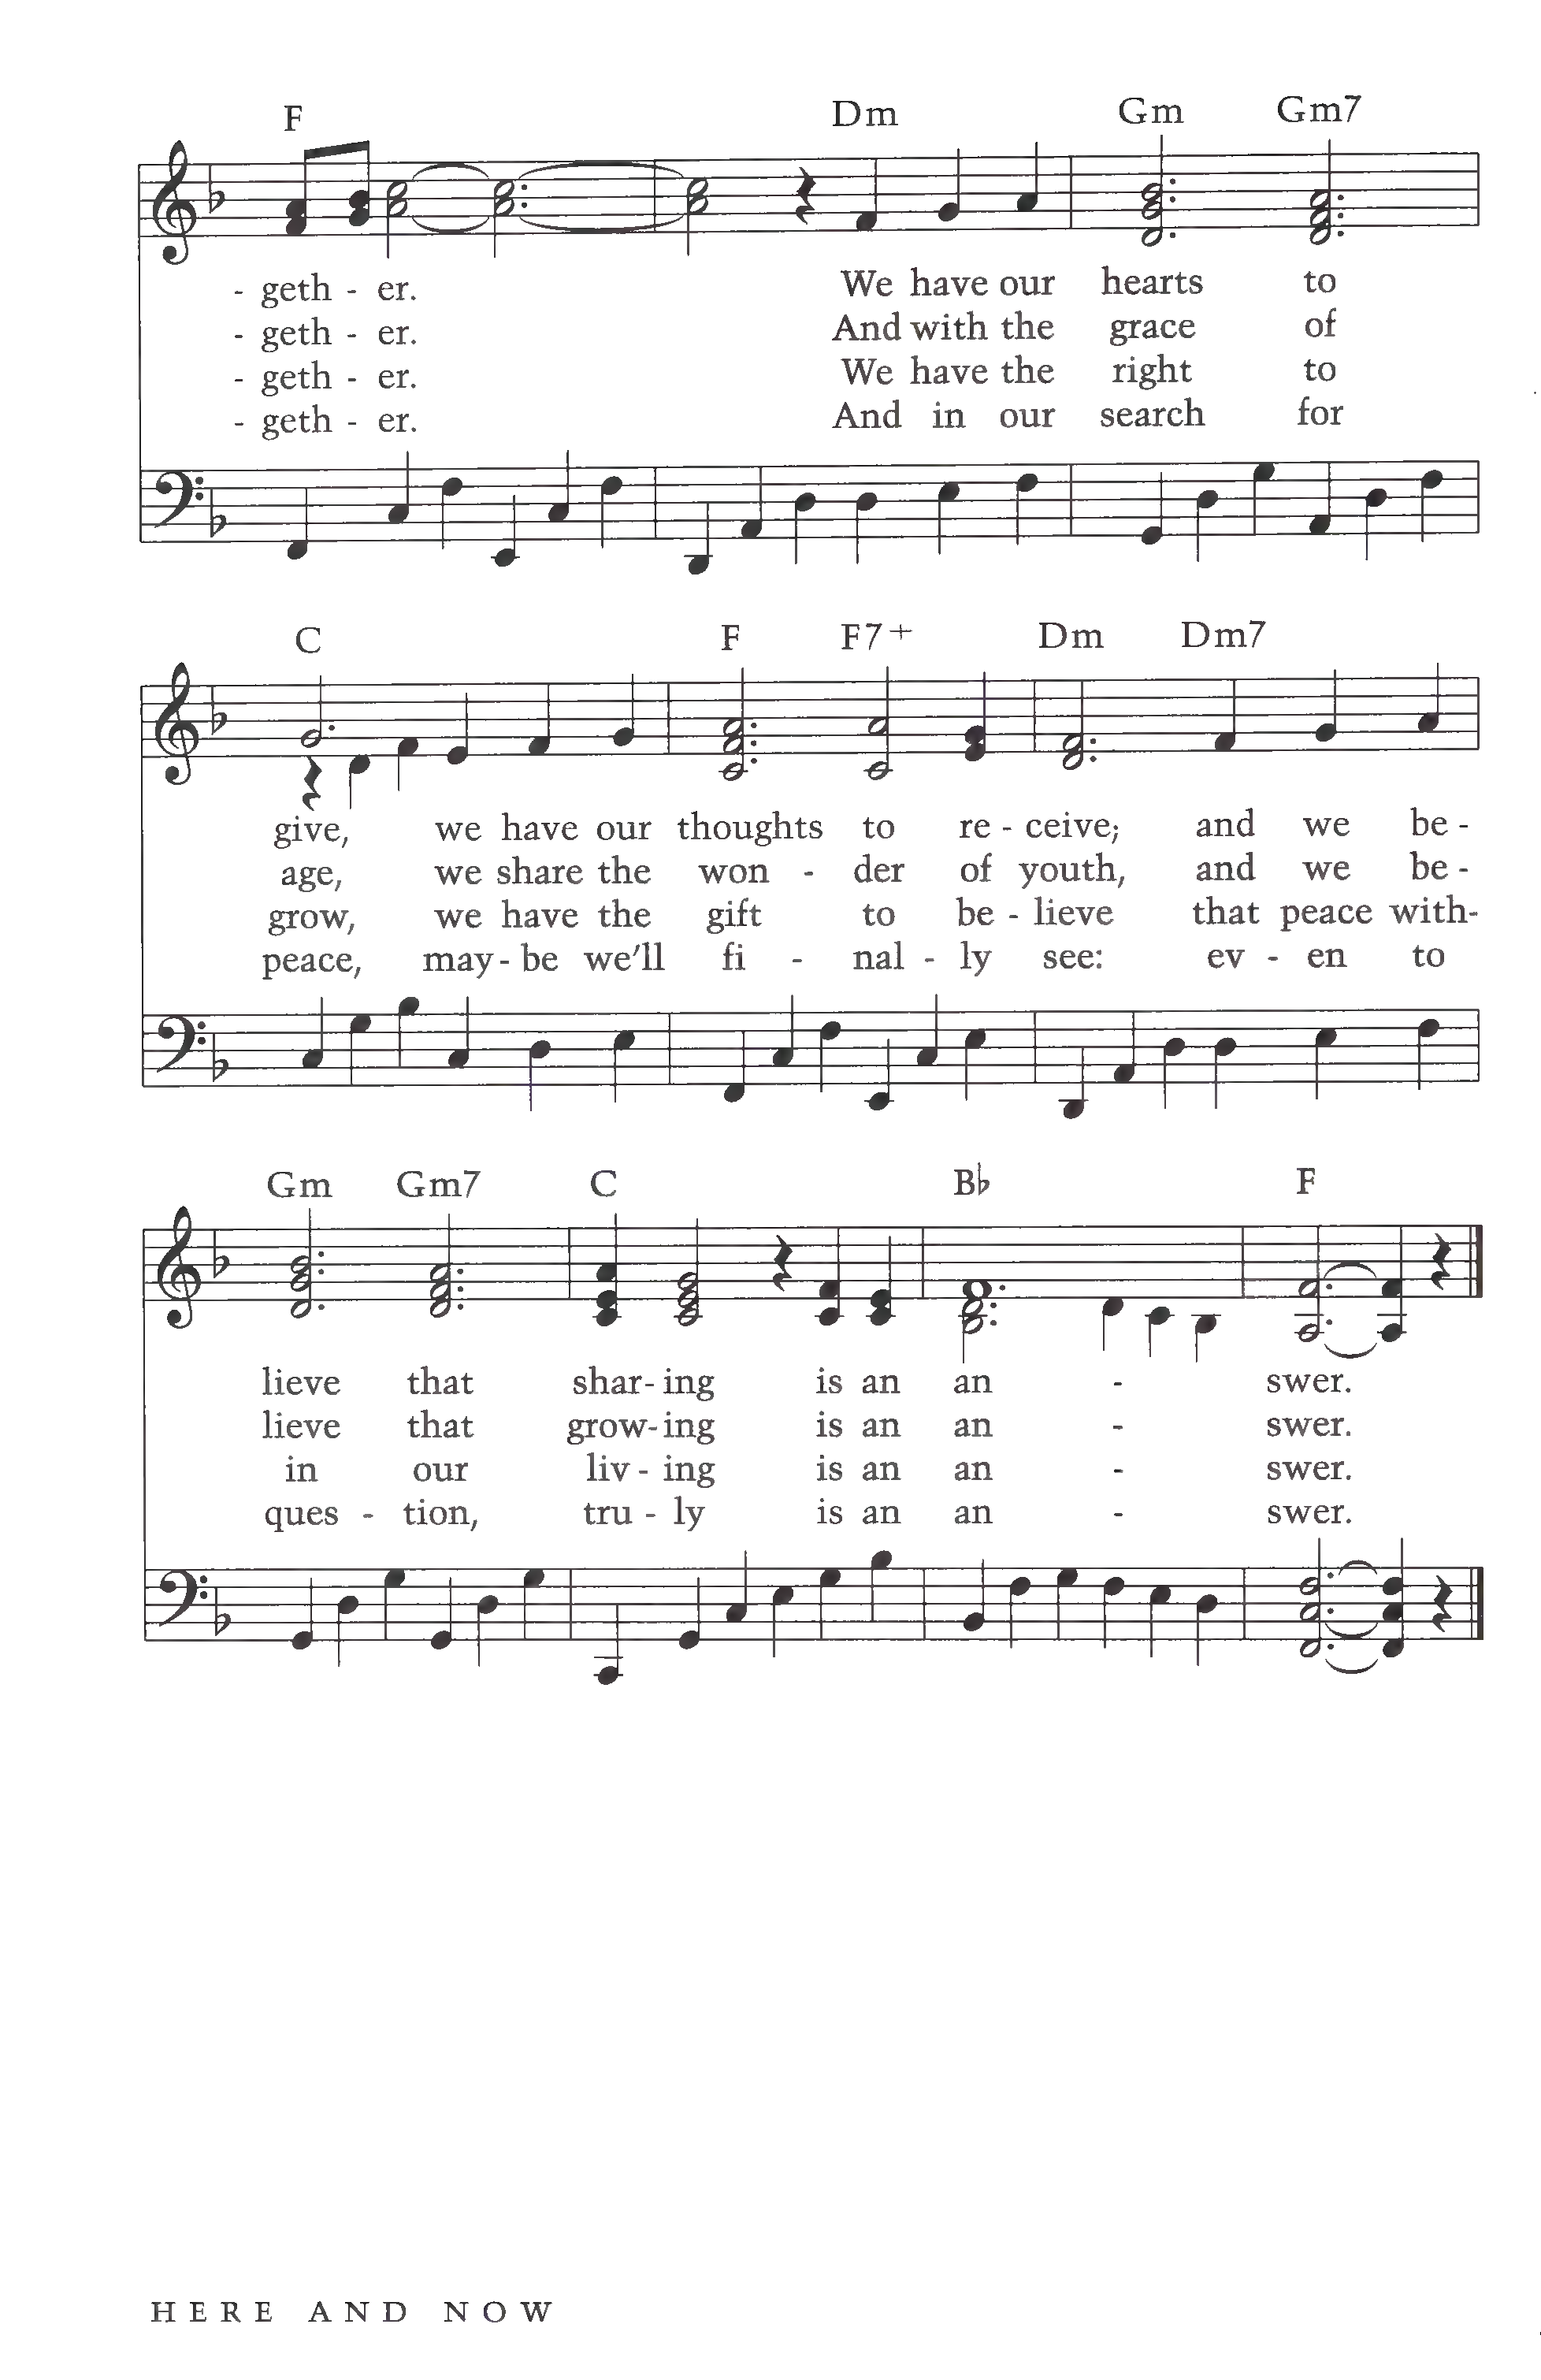 F Dm Gm Gm7
- geth - er. We have our hearts to
- geth - er. And with the grace of
- geth - er. We have the right to
- geth - er. And in our search for
C F F7+ Dm Dm7
give, we have our thoughts to re - ceive; and we be -
age, we share the won - der of youth, and we be -
grow, we have the gift to be - lieve that peace with-
peace, may - be we'll fi - nal - ly see: ev - en to
Gm Gm7 C B♭ F
lieve that shar- ing is an an - swer.
lieve that grow- ing is an an - swer.
in our liv - ing is an an - swer.
ques - tion, tru - ly is an an - swer.
HERE AND NOW